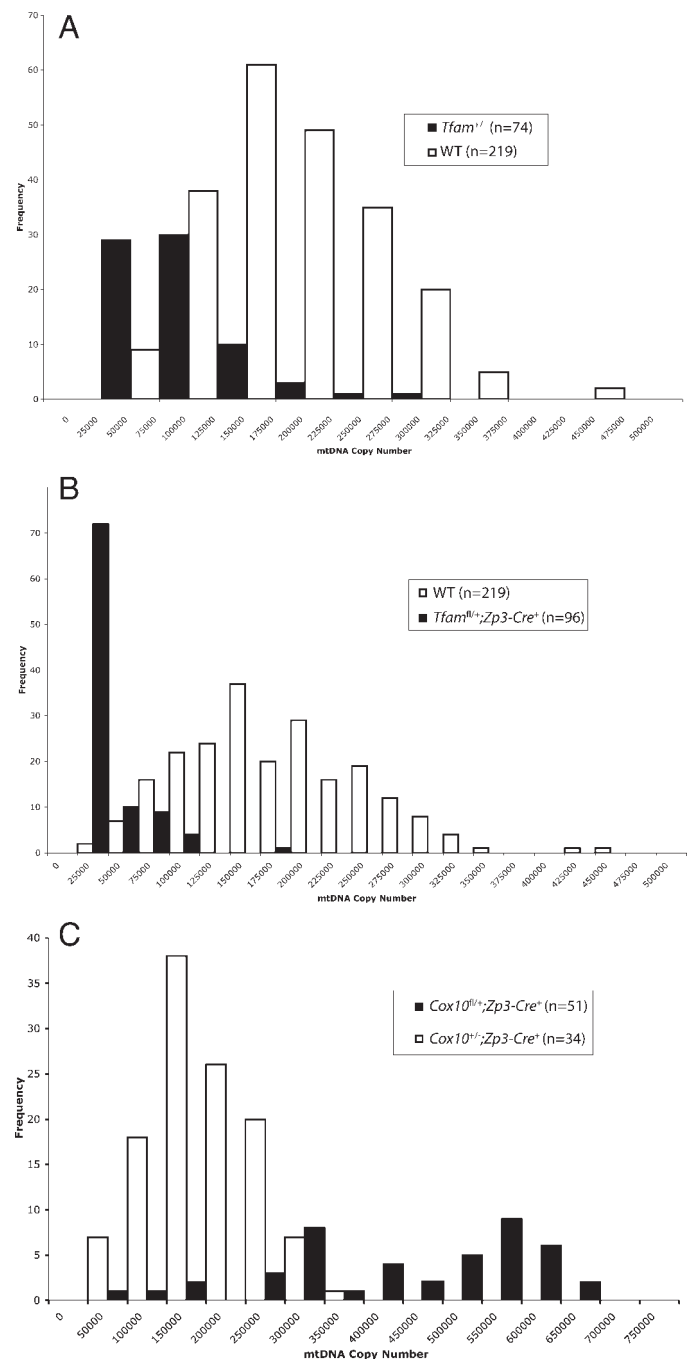 A
70
60
50
40
30
20
10
0
Frequency
Tfam+/- (n=74)
WT (n=219)
0 25000 50000 75000 100000 125000 150000 175000 200000 225000 250000 275000 300000 325000 350000 375000 400000 425000 450000 475000 500000
mtDNA Copy Number
B
70
60
50
40
30
20
10
0
Frequency
WT (n=219)
Tfamfl/+;Zp3-Cre+ (n=96)
0 25000 50000 75000 100000 125000 150000 175000 200000 225000 250000 275000 300000 325000 350000 375000 400000 425000 450000 475000 500000
mtDNA Copy Number
C
40
35
30
25
20
15
10
5
0
Frequency
Cox10fl/+;Zp3-Cre+ (n=51)
Cox10+/-;Zp3-Cre+ (n=34)
0 50000 100000 150000 200000 250000 300000 350000 400000 450000 500000 550000 600000 650000 700000 750000
mtDNA Copy Number